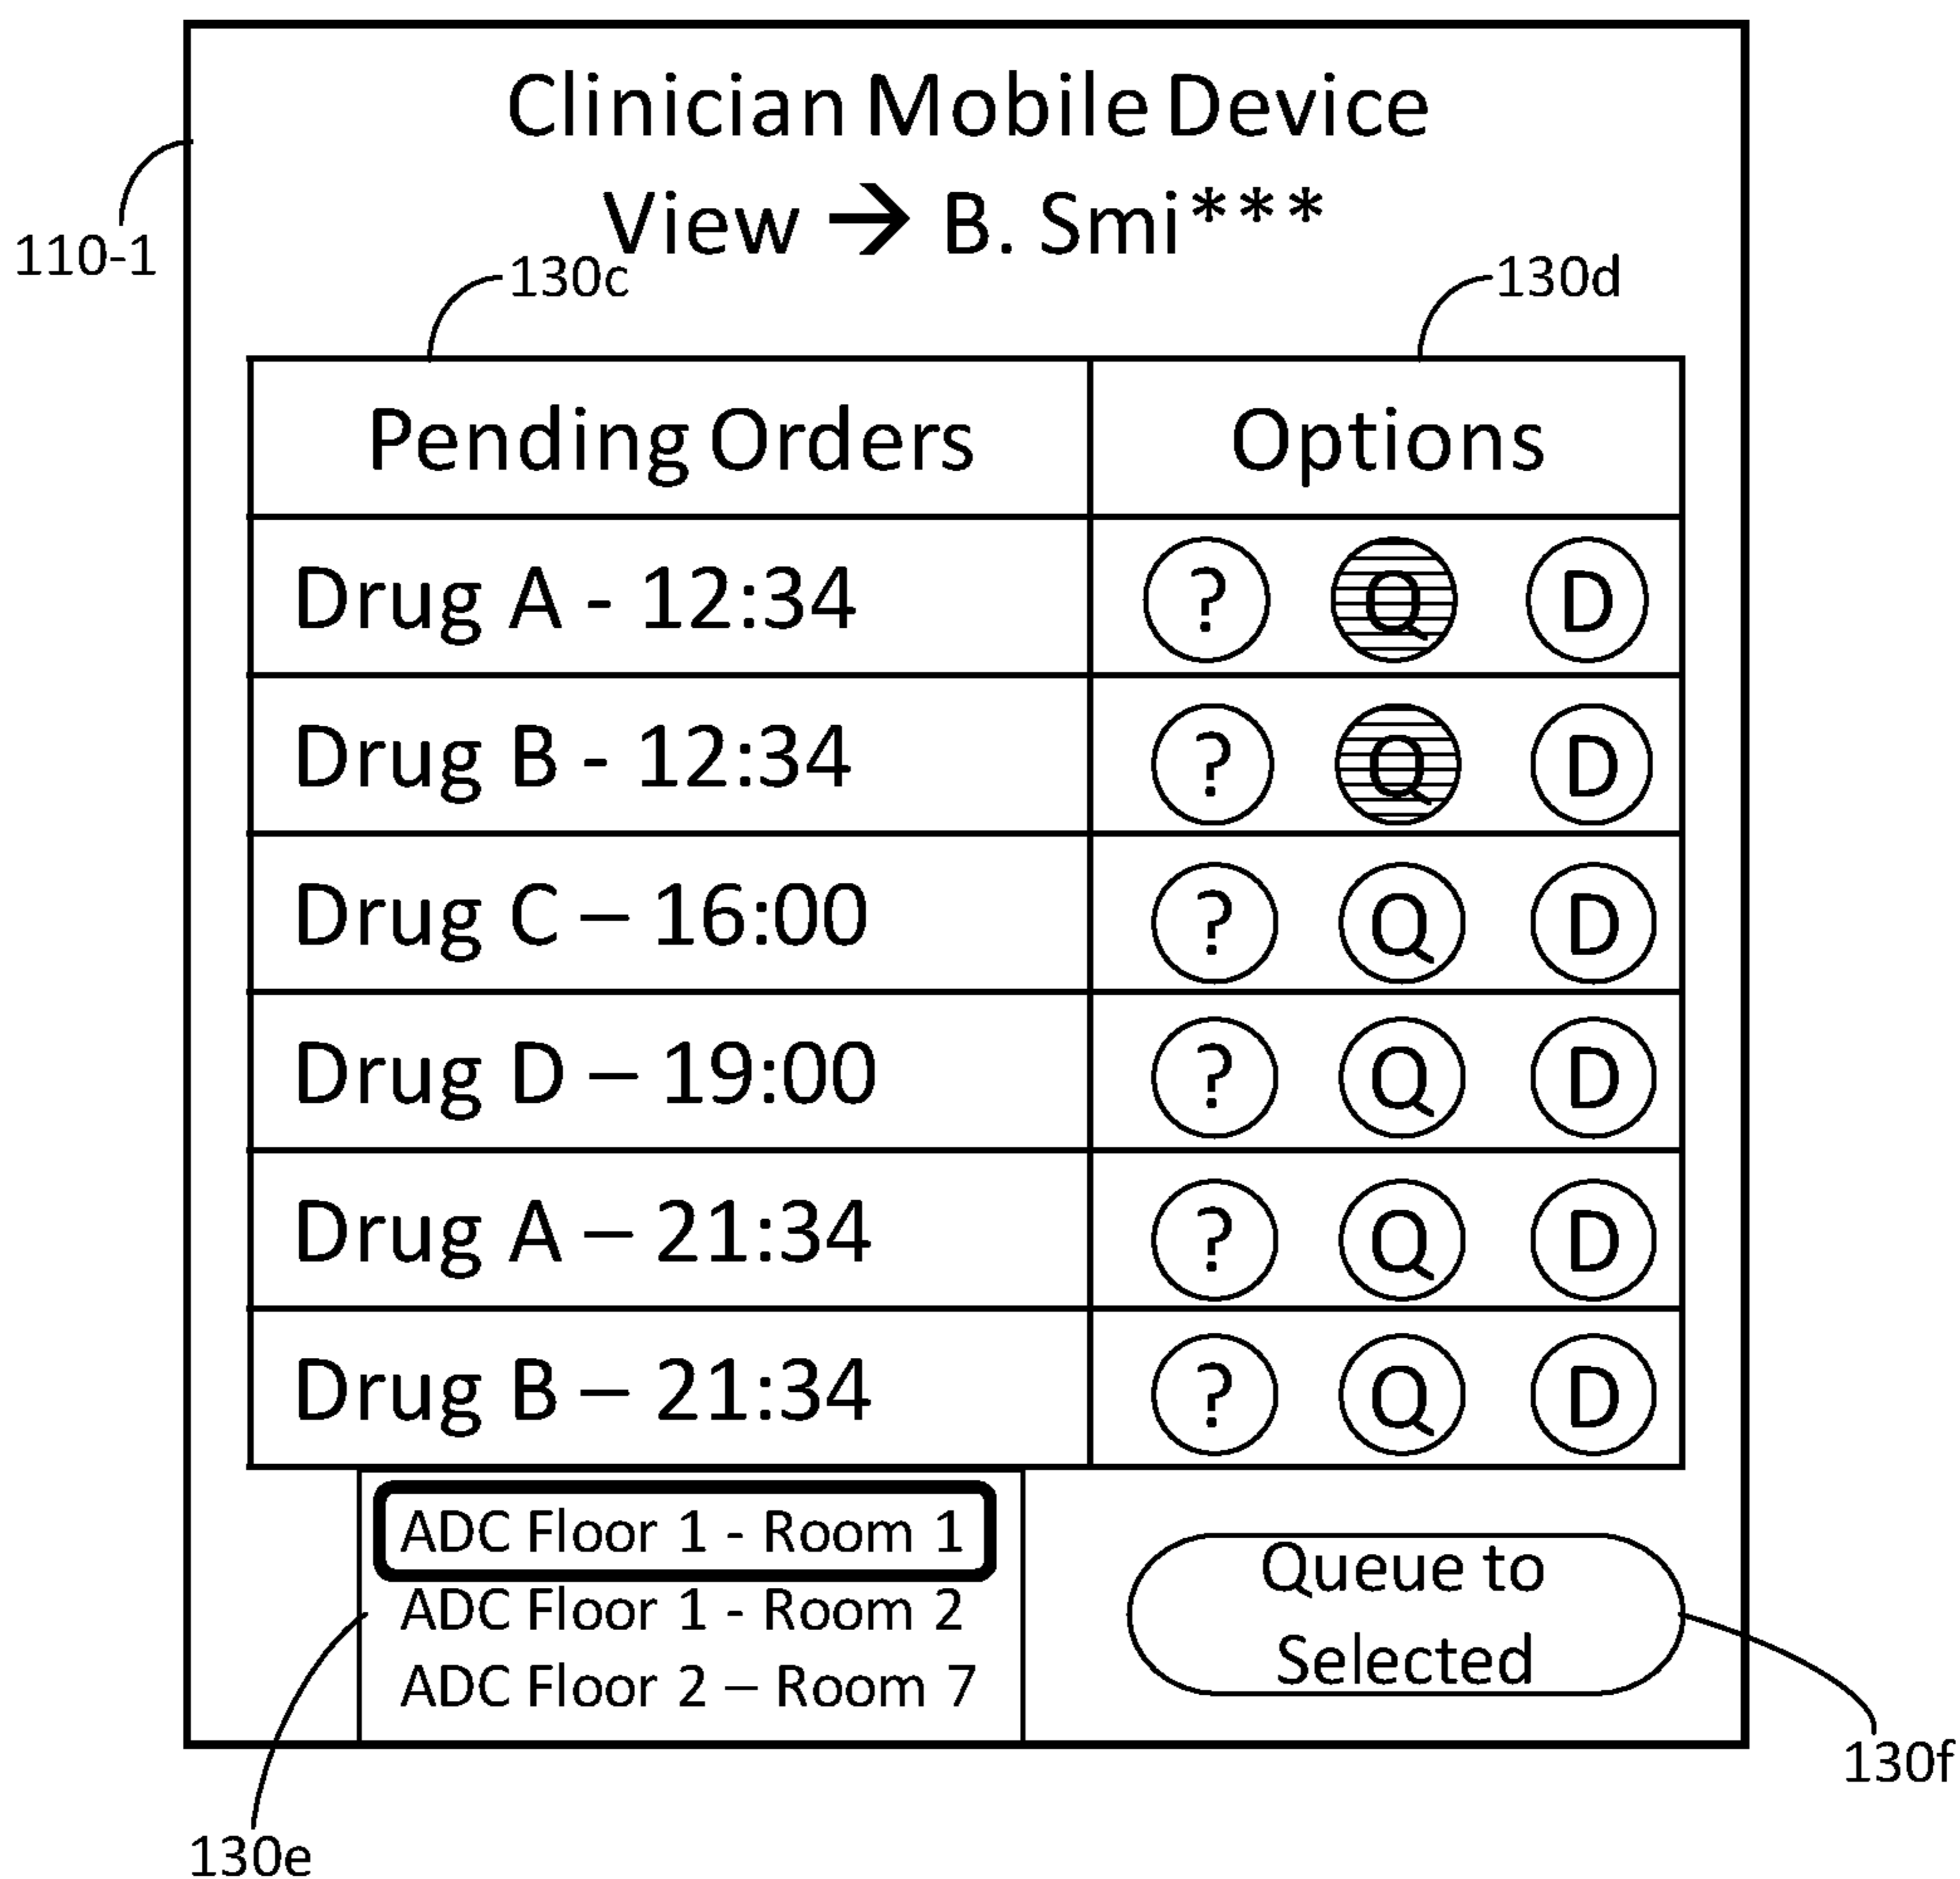 Clinician Mobile Device
View → B. Smi***
110-1
130c
130d
Pending Orders Options
Drug A - 12:34 ? Q D
Drug B - 12:34 ? Q D
Drug C – 16:00 ? Q D
Drug D – 19:00 ? Q D
Drug A – 21:34 ? Q D
Drug B – 21:34 ? Q D
ADC Floor 1 - Room 1
ADC Floor 1 - Room 2
ADC Floor 2 – Room 7
Queue to
Selected
130f
130e